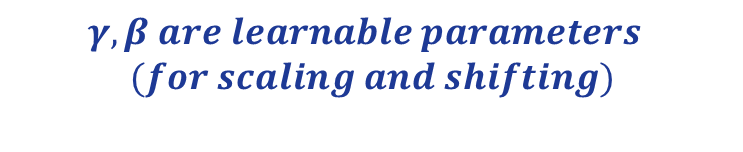 γ, β are learnable parameters
(for scaling and shifting)